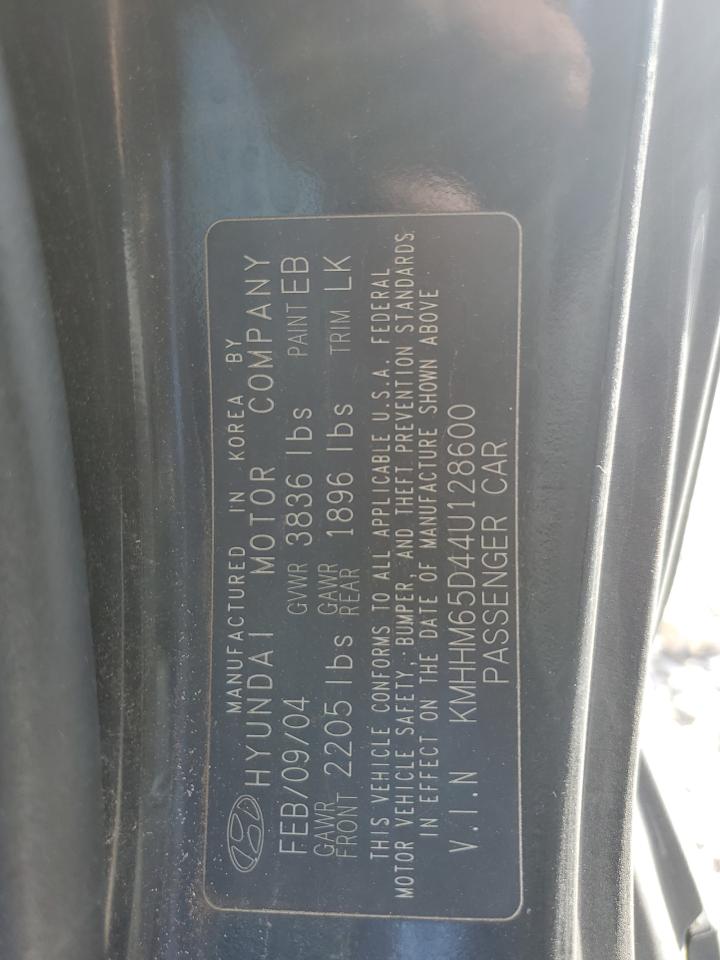 MANUFACTURED IN KOREA BY
HYUNDAI MOTOR COMPANY
FEB/09/04 GVWR 3836 lbs PAINT EB
GAWR FRONT 2205 lbs GAWR REAR 1896 lbs TRIM LK
THIS VEHICLE CONFORMS TO ALL APPLICABLE U.S.A. FEDERAL
MOTOR VEHICLE SAFETY, BUMPER, AND THEFT PREVENTION STANDARDS
IN EFFECT ON THE DATE OF MANUFACTURE SHOWN ABOVE
V.I.N KMHHM65D44U128600
PASSENGER CAR